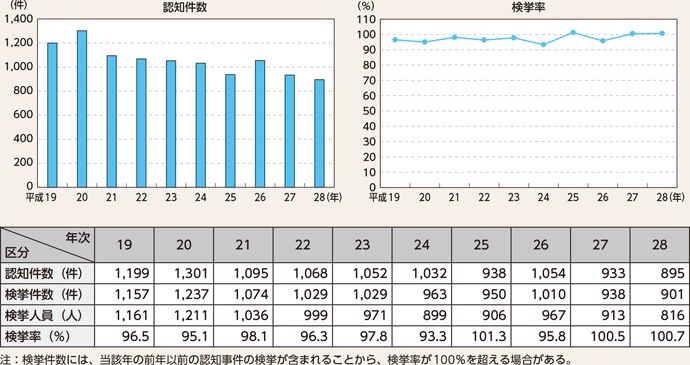 (件) 認知件数
1,400
1,200
1,000
800
600
400
200
0
平成19 20 21 22 23 24 25 26 27 28(年)
(%) 検挙率
110
100
90
80
70
60
50
40
30
20
10
0
平成19 20 21 22 23 24 25 26 27 28(年)
区分 年次 19 20 21 22 23 24 25 26 27 28
認知件数(件) 1,199 1,301 1,095 1,068 1,052 1,032 938 1,054 933 895
検挙件数(件) 1,157 1,237 1,074 1,029 1,029 963 950 1,010 938 901
検挙人員(人) 1,161 1,211 1,036 999 971 899 906 967 913 816
検挙率(%) 96.5 95.1 98.1 96.3 97.8 93.3 101.3 95.8 100.5 100.7
注:検挙件数には、当該年の前年以前の認知事件の検挙が含まれることから、検挙率が100%を超える場合がある。